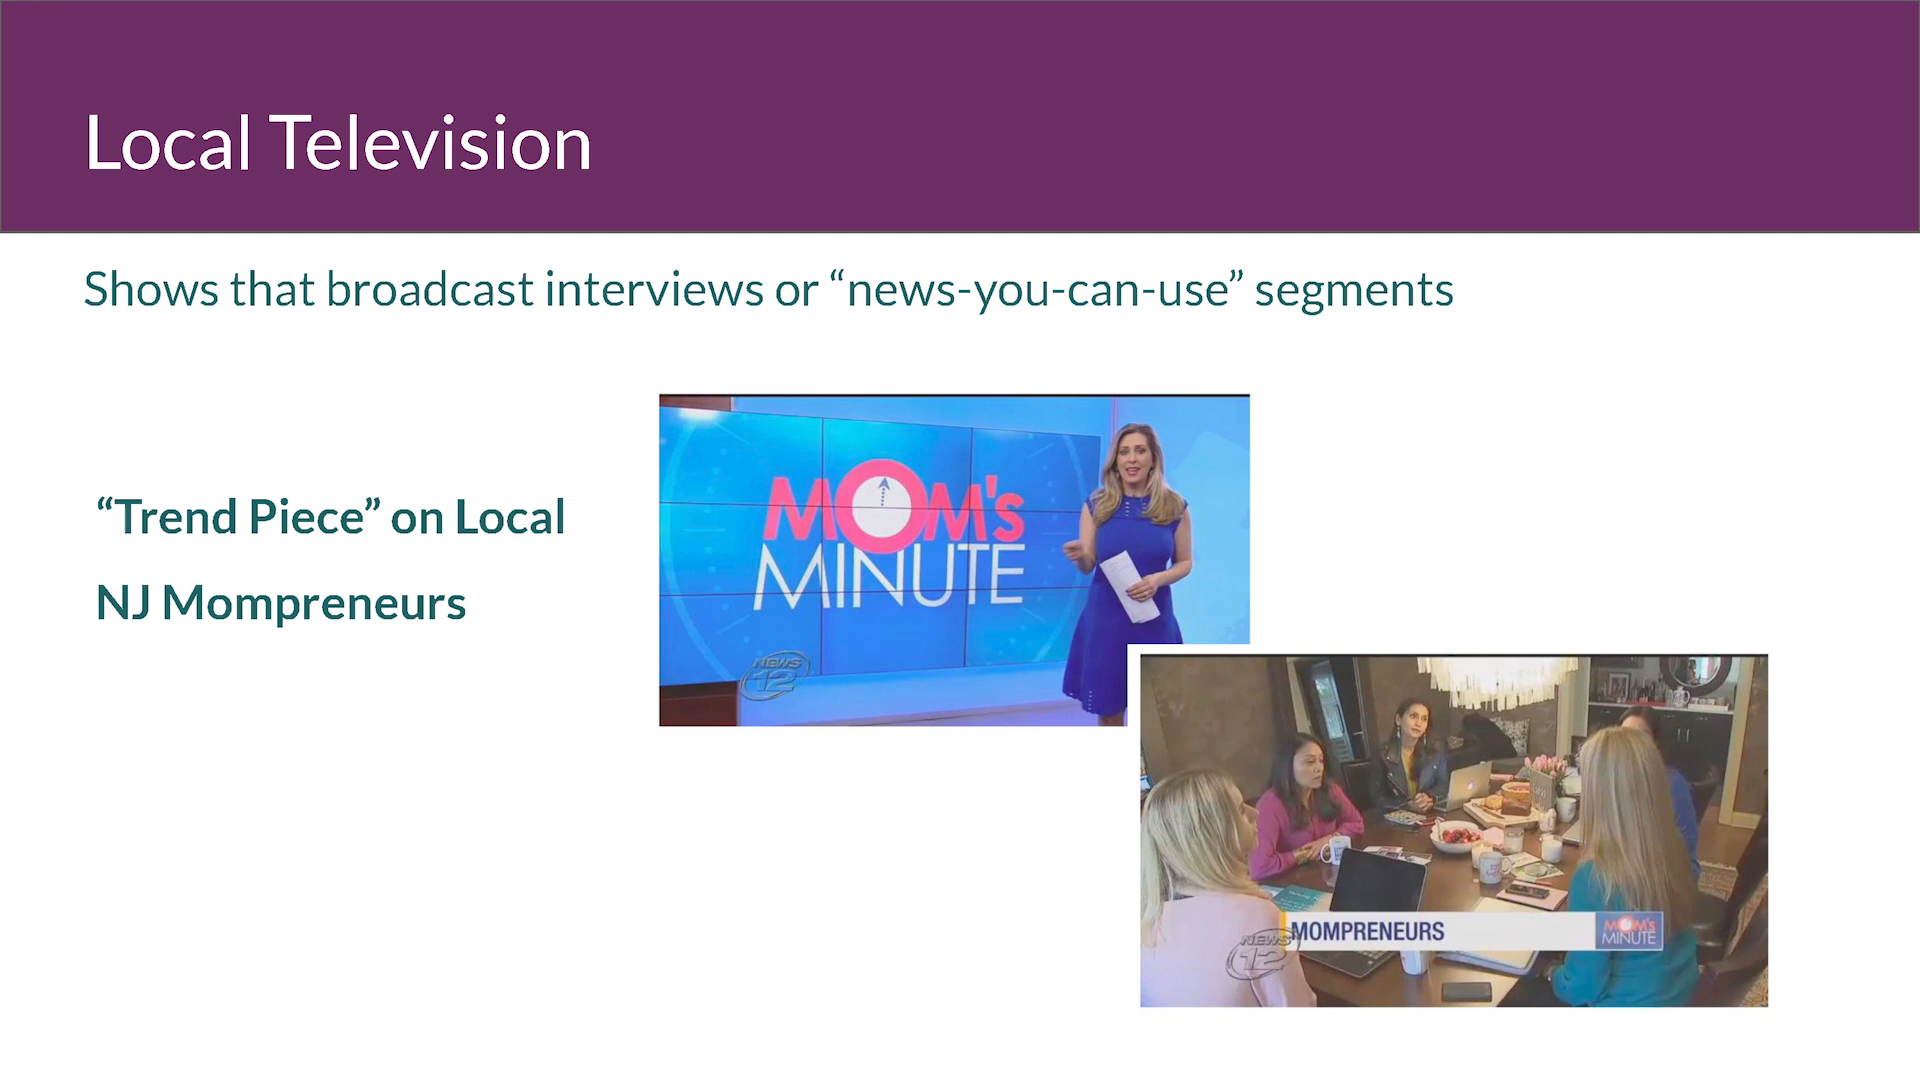 Local Television
Shows that broadcast interviews or “news-you-can-use” segments
“Trend Piece” on Local
NJ Mompreneurs
MOM's
MINUTE
NEWS
12
MOMPRENEURS
MOM's
MINUTE
NEWS
12